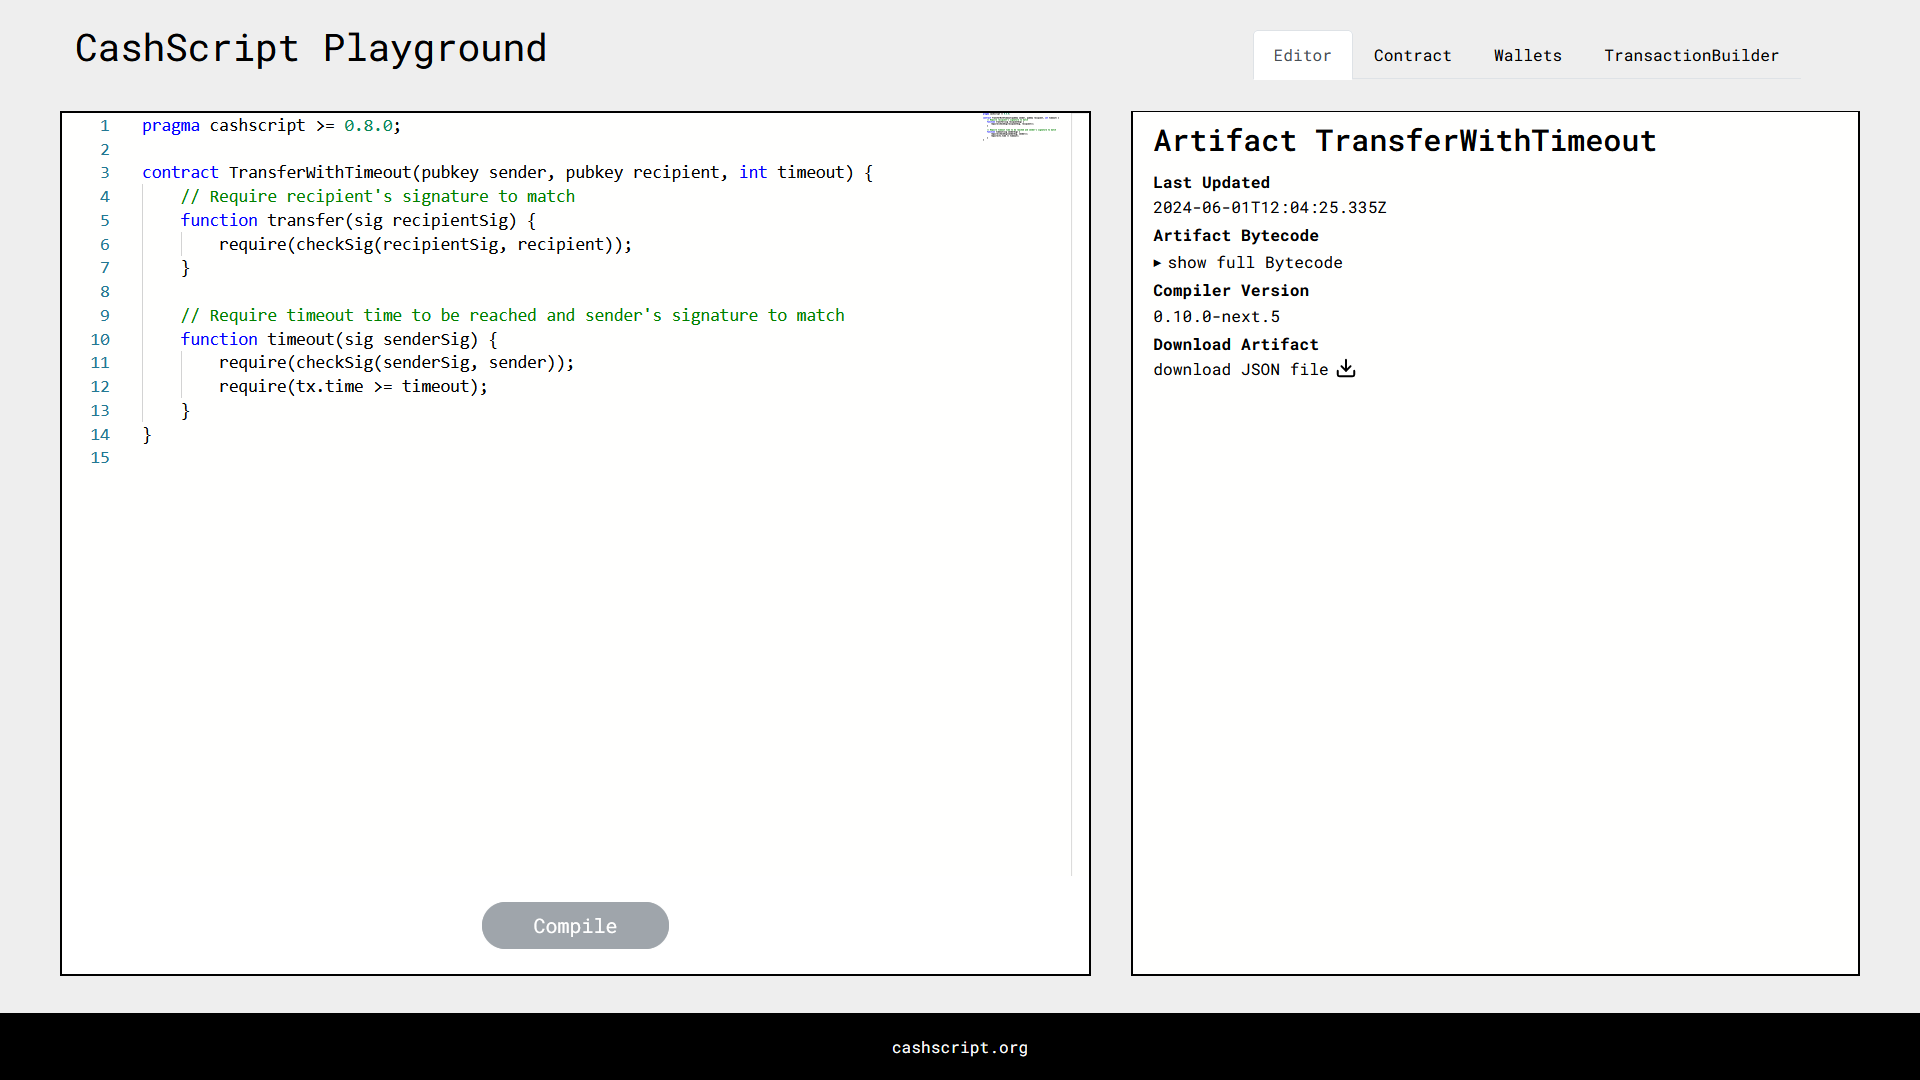 CashScript Playground
Editor Contract Wallets TransactionBuilder
1 pragma cashscript >= 0.8.0;
2
3 contract TransferWithTimeout(pubkey sender, pubkey recipient, int timeout) {
4 // Require recipient's signature to match
5 function transfer(sig recipientSig) {
6 require(checkSig(recipientSig, recipient));
7 }
8
9 // Require timeout time to be reached and sender's signature to match
10 function timeout(sig senderSig) {
11 require(checkSig(senderSig, sender));
12 require(tx.time >= timeout);
13 }
14 }
15
Compile
Artifact TransferWithTimeout
Last Updated
2024-06-01T12:04:25.335Z
Artifact Bytecode
▸ show full Bytecode
Compiler Version
0.10.0-next.5
Download Artifact
download JSON file
cashscript.org